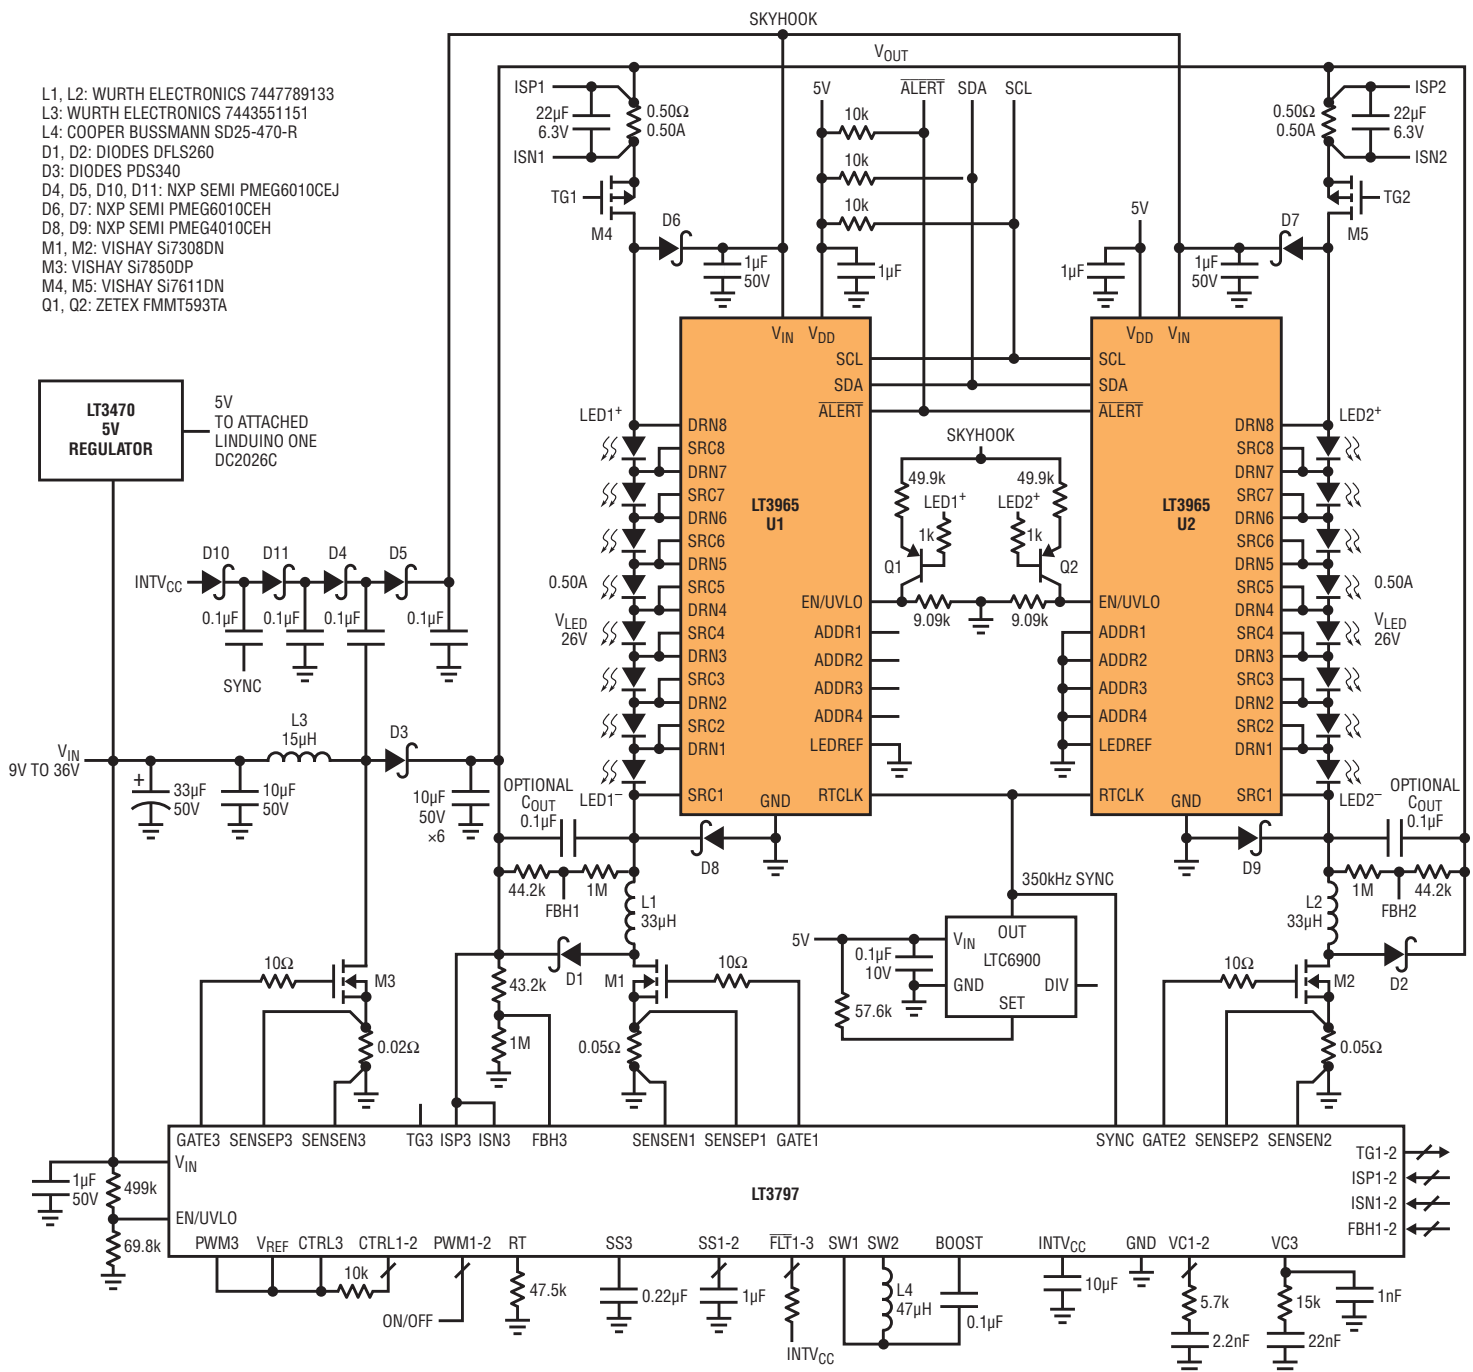 SKYHOOK
VOUT
L1, L2: WURTH ELECTRONICS 7447789133
L3: WURTH ELECTRONICS 7443551151
L4: COOPER BUSSMANN SD25-470-R
D1, D2: DIODES DFLS260
D3: DIODES PDS340
D4, D5, D10, D11: NXP SEMI PMEG6010CEJ
D6, D7: NXP SEMI PMEG6010CEH
D8, D9: NXP SEMI PMEG4010CEH
M1, M2: VISHAY Si7308DN
M3: VISHAY Si7850DP
M4, M5: VISHAY Si7611DN
Q1, Q2: ZETEX FMMT593TA
ISP1
22µF
6.3V
ISN1
0.50Ω
0.50A
TG1
M4
D6
1µF
50V
5V
ALERT
SDA
SCL
10k
10k
10k
1µF
5V
1µF
ISP2
0.50Ω
0.50A
22µF
6.3V
ISN2
TG2
M5
D7
1µF
50V
LT3470
5V
REGULATOR
5V
TO ATTACHED
LINDUINO ONE
DC2026C
LED1+
0.50A
VLED
26V
LED1–
VIN
VDD
SCL
SDA
ALERT
DRN8
SRC8
DRN7
SRC7
DRN6
SRC6
DRN5
SRC5
DRN4
SRC4
DRN3
SRC3
DRN2
SRC2
DRN1
SRC1
LT3965
U1
EN/UVLO
ADDR1
ADDR2
ADDR3
ADDR4
LEDREF
RTCLK
GND
SKYHOOK
49.9k
49.9k
LED1+
LED2+
1k
1k
Q1
Q2
9.09k
9.09k
VDD
VIN
SCL
SDA
ALERT
LT3965
U2
EN/UVLO
ADDR1
ADDR2
ADDR3
ADDR4
LEDREF
RTCLK
GND
DRN8
SRC8
DRN7
SRC7
DRN6
SRC6
DRN5
SRC5
DRN4
SRC4
DRN3
SRC3
DRN2
SRC2
DRN1
SRC1
LED2+
0.50A
VLED
26V
LED2–
INTVCC
D10
D11
D4
D5
0.1µF
0.1µF
0.1µF
0.1µF
SYNC
VIN
9V TO 36V
33µF
50V
+
10µF
50V
L3
15µH
D3
10µF
50V
×6
OPTIONAL
COUT
0.1µF
D8
44.2k
FBH1
1M
L1
33µH
D9
OPTIONAL
COUT
0.1µF
1M
FBH2
44.2k
L2
33µH
350kHz SYNC
5V
0.1µF
10V
57.6k
VIN
OUT
LTC6900
GND
DIV
SET
10Ω
M3
0.02Ω
43.2k
1M
D1
M1
10Ω
0.05Ω
10Ω
M2
D2
0.05Ω
GATE3
SENSEP3
SENSEN3
TG3
ISP3
ISN3
FBH3
SENSEN1
SENSEP1
GATE1
SYNC
GATE2
SENSEP2
SENSEN2
VIN
EN/UVLO
LT3797
TG1-2
ISP1-2
ISN1-2
FBH1-2
1µF
50V
499k
69.8k
PWM3
VREF
CTRL3
CTRL1-2
PWM1-2
RT
SS3
SS1-2
FLT1-3
SW1
SW2
BOOST
INTVCC
GND
VC1-2
VC3
10k
ON/OFF
47.5k
0.22µF
1µF
INTVCC
L4
47µH
0.1µF
10µF
5.7k
2.2nF
15k
22nF
1nF